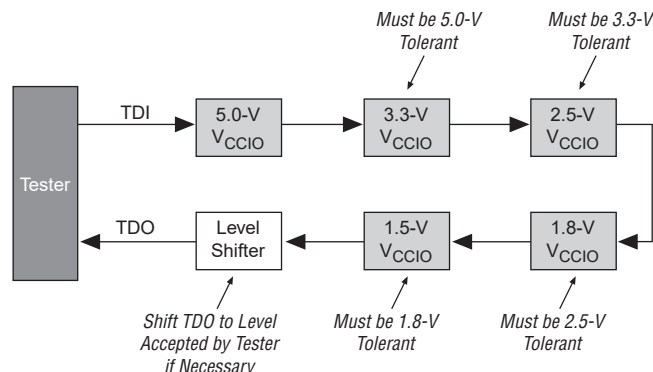 Must be 5.0-V
Tolerant
Must be 3.3-V
Tolerant
Tester
TDI
5.0-V
VCCIO
3.3-V
VCCIO
2.5-V
VCCIO
TDO
Level
Shifter
1.5-V
VCCIO
1.8-V
VCCIO
Shift TDO to Level
Accepted by Tester
if Necessary
Must be 1.8-V
Tolerant
Must be 2.5-V
Tolerant